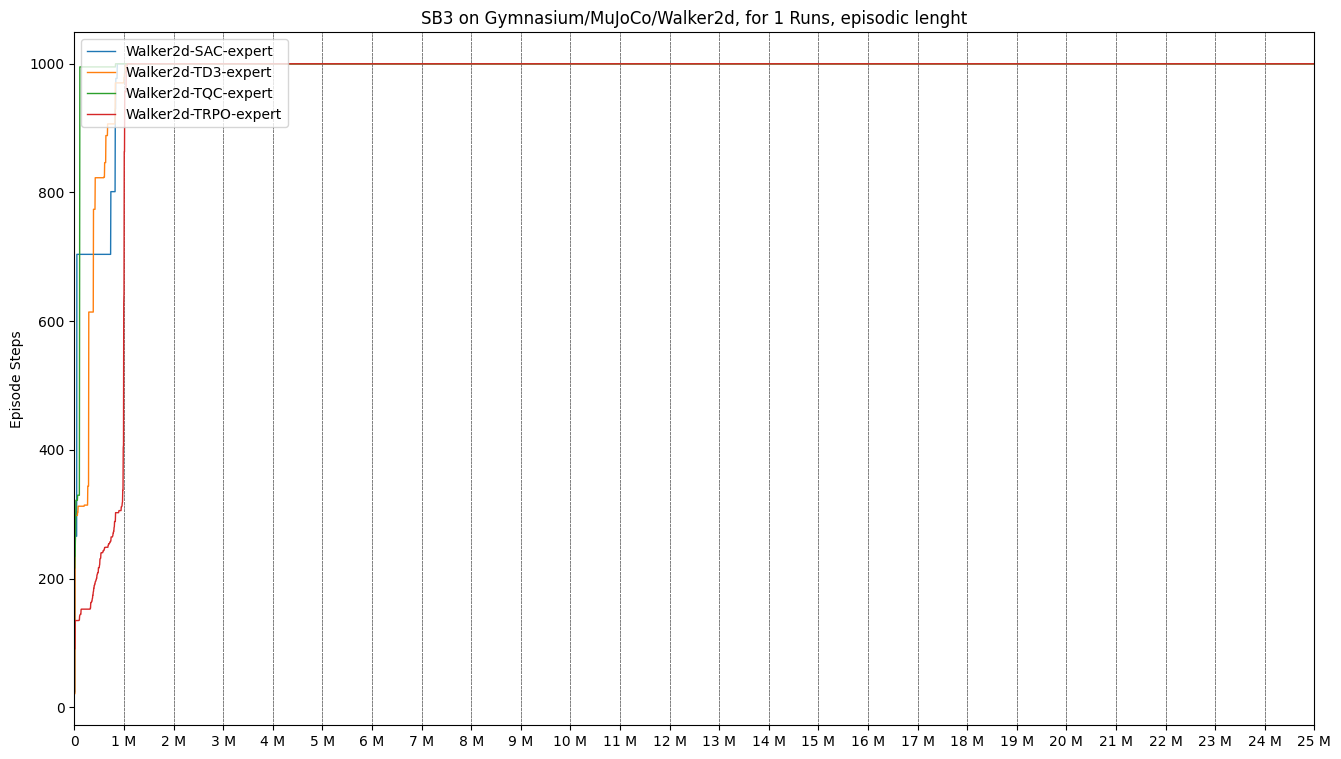 SB3 on Gymnasium/MuJoCo/Walker2d, for 1 Runs, episodic lenght
Walker2d-SAC-expert
Walker2d-TD3-expert
Walker2d-TQC-expert
Walker2d-TRPO-expert
Episode Steps
1000
800
600
400
200
0
0 1 M 2 M 3 M 4 M 5 M 6 M 7 M 8 M 9 M 10 M 11 M 12 M 13 M 14 M 15 M 16 M 17 M 18 M 19 M 20 M 21 M 22 M 23 M 24 M 25 M